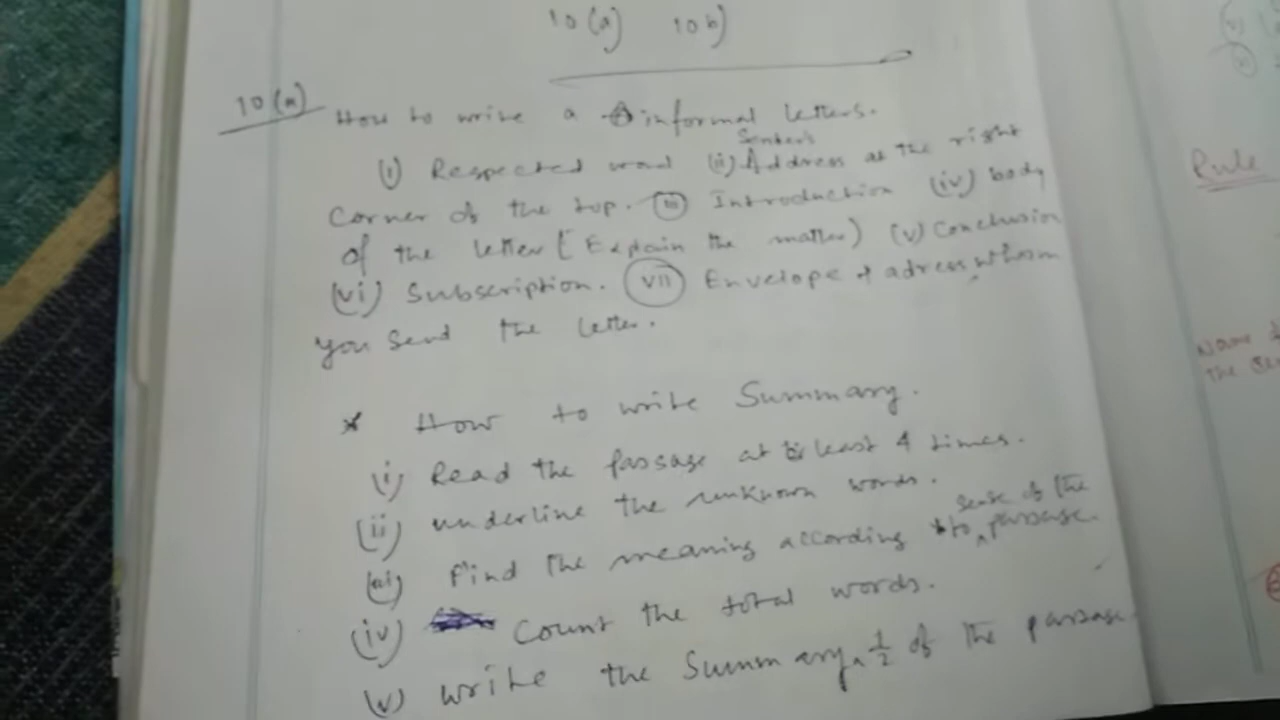 10(a) 10 b)
10(a) How to write a informal letters.
(i) Respected word (ii) Sender's Address at the right
corner of the top. (iii) Introduction (iv) body
of the letter (Explain the matter) (v) Conclusion
(vi) Subscription. (vii) Envelope & adress whom
you send the letter.
* How to write Summary.
(i) Read the passage at least 4 times.
(ii) underline the unknown words.
(iii) Find the meaning according to sense of the passage.
(iv) Count the total words.
(v) write the Summary, 1/2 of the passage.
Rule
Name
The